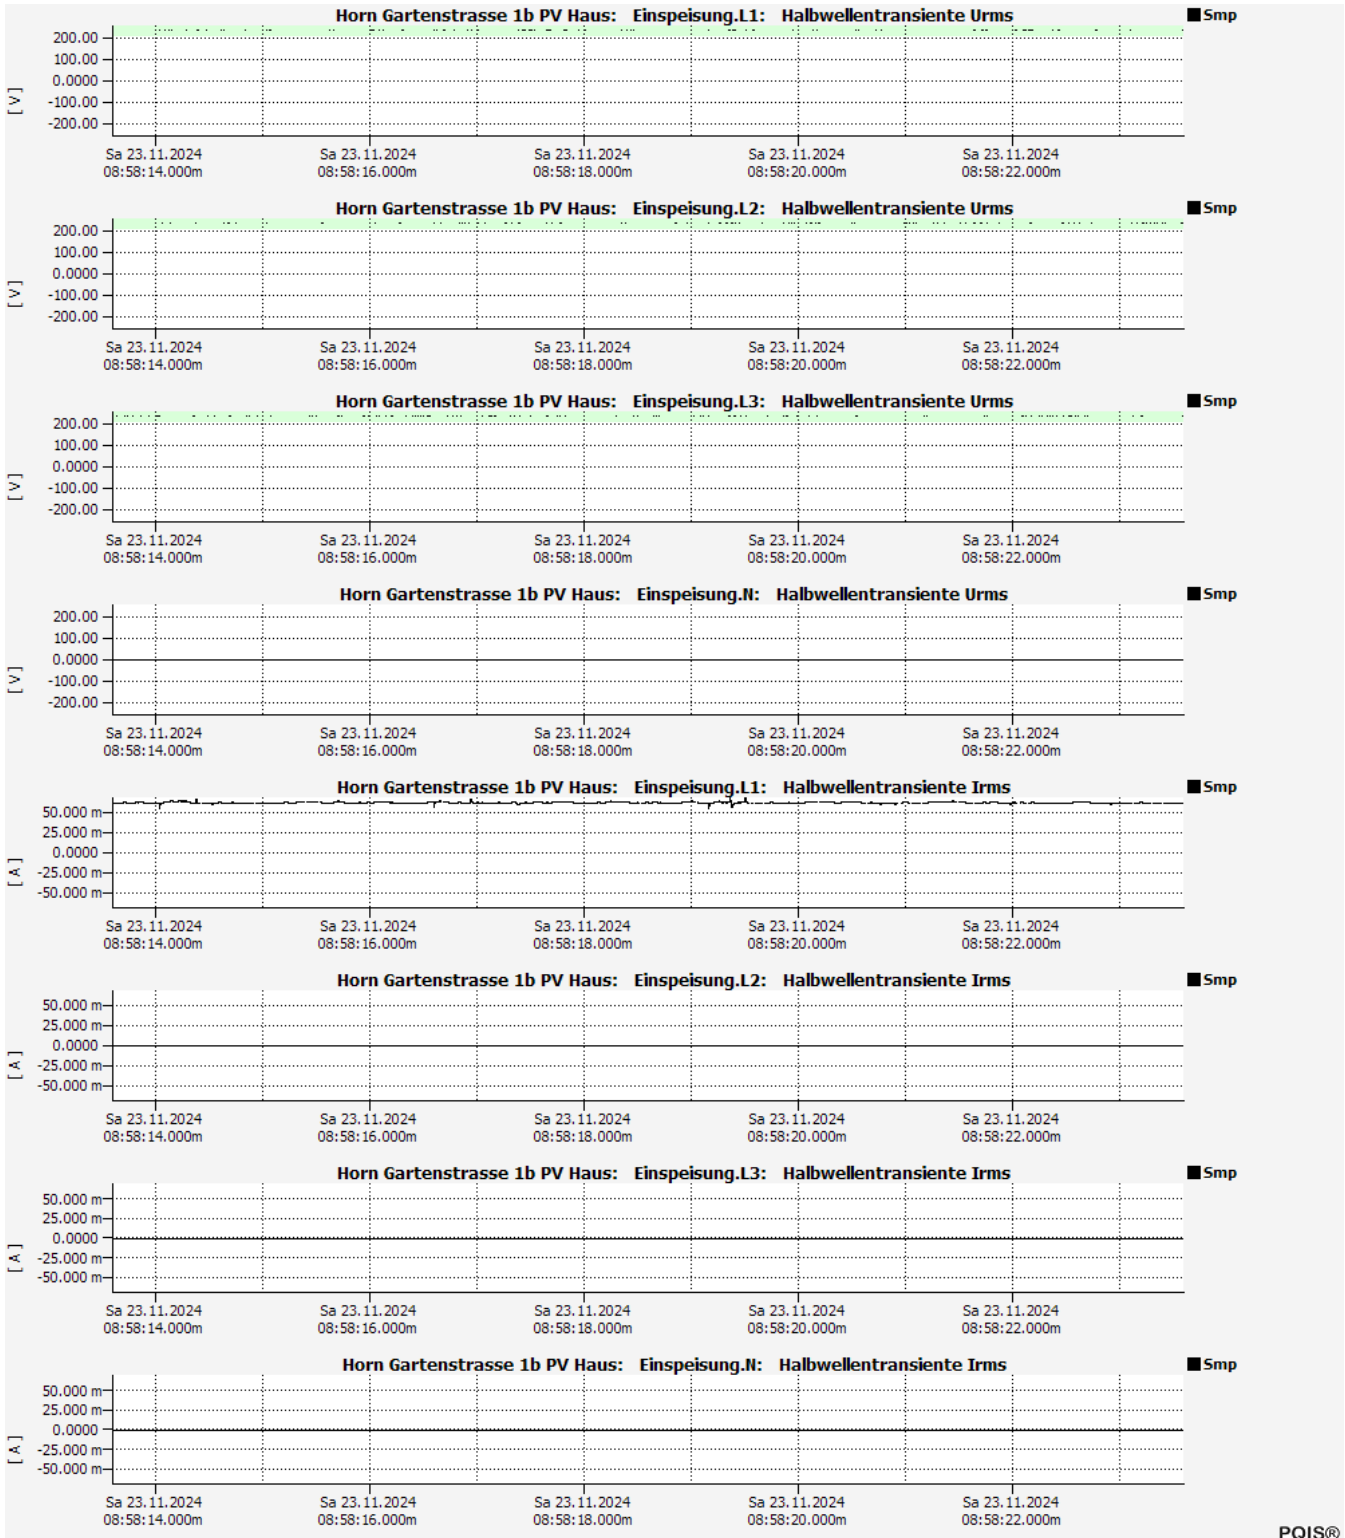 Horn Gartenstrasse 1b PV Haus: Einspeisung.L1: Halbwellentransiente Urms
Smp
200.00
100.00
0.0000
-100.00
-200.00
[ V ]
Sa 23.11.2024 Sa 23.11.2024 Sa 23.11.2024 Sa 23.11.2024 Sa 23.11.2024
08:58:14.000m 08:58:16.000m 08:58:18.000m 08:58:20.000m 08:58:22.000m
Horn Gartenstrasse 1b PV Haus: Einspeisung.L2: Halbwellentransiente Urms
Smp
200.00
100.00
0.0000
-100.00
-200.00
[ V ]
Sa 23.11.2024 Sa 23.11.2024 Sa 23.11.2024 Sa 23.11.2024 Sa 23.11.2024
08:58:14.000m 08:58:16.000m 08:58:18.000m 08:58:20.000m 08:58:22.000m
Horn Gartenstrasse 1b PV Haus: Einspeisung.L3: Halbwellentransiente Urms
Smp
200.00
100.00
0.0000
-100.00
-200.00
[ V ]
Sa 23.11.2024 Sa 23.11.2024 Sa 23.11.2024 Sa 23.11.2024 Sa 23.11.2024
08:58:14.000m 08:58:16.000m 08:58:18.000m 08:58:20.000m 08:58:22.000m
Horn Gartenstrasse 1b PV Haus: Einspeisung.N: Halbwellentransiente Urms
Smp
200.00
100.00
0.0000
-100.00
-200.00
[ V ]
Sa 23.11.2024 Sa 23.11.2024 Sa 23.11.2024 Sa 23.11.2024 Sa 23.11.2024
08:58:14.000m 08:58:16.000m 08:58:18.000m 08:58:20.000m 08:58:22.000m
Horn Gartenstrasse 1b PV Haus: Einspeisung.L1: Halbwellentransiente Irms
Smp
50.000 m
25.000 m
0.0000
-25.000 m
-50.000 m
[ A ]
Sa 23.11.2024 Sa 23.11.2024 Sa 23.11.2024 Sa 23.11.2024 Sa 23.11.2024
08:58:14.000m 08:58:16.000m 08:58:18.000m 08:58:20.000m 08:58:22.000m
Horn Gartenstrasse 1b PV Haus: Einspeisung.L2: Halbwellentransiente Irms
Smp
50.000 m
25.000 m
0.0000
-25.000 m
-50.000 m
[ A ]
Sa 23.11.2024 Sa 23.11.2024 Sa 23.11.2024 Sa 23.11.2024 Sa 23.11.2024
08:58:14.000m 08:58:16.000m 08:58:18.000m 08:58:20.000m 08:58:22.000m
Horn Gartenstrasse 1b PV Haus: Einspeisung.L3: Halbwellentransiente Irms
Smp
50.000 m
25.000 m
0.0000
-25.000 m
-50.000 m
[ A ]
Sa 23.11.2024 Sa 23.11.2024 Sa 23.11.2024 Sa 23.11.2024 Sa 23.11.2024
08:58:14.000m 08:58:16.000m 08:58:18.000m 08:58:20.000m 08:58:22.000m
Horn Gartenstrasse 1b PV Haus: Einspeisung.N: Halbwellentransiente Irms
Smp
50.000 m
25.000 m
0.0000
-25.000 m
-50.000 m
[ A ]
Sa 23.11.2024 Sa 23.11.2024 Sa 23.11.2024 Sa 23.11.2024 Sa 23.11.2024
08:58:14.000m 08:58:16.000m 08:58:18.000m 08:58:20.000m 08:58:22.000m
PQIS®